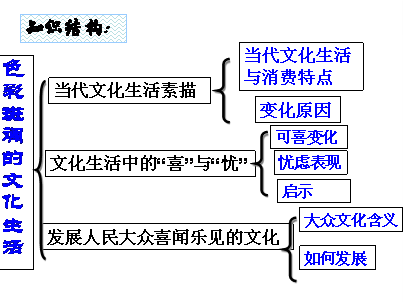 知识结构：
色彩斑斓的文化生活
当代文化生活素描
当代文化生活
与消费特点
变化原因
文化生活中的“喜”与“忧”
可喜变化
忧虑表现
启示
发展人民大众喜闻乐见的文化
大众文化含义
如何发展